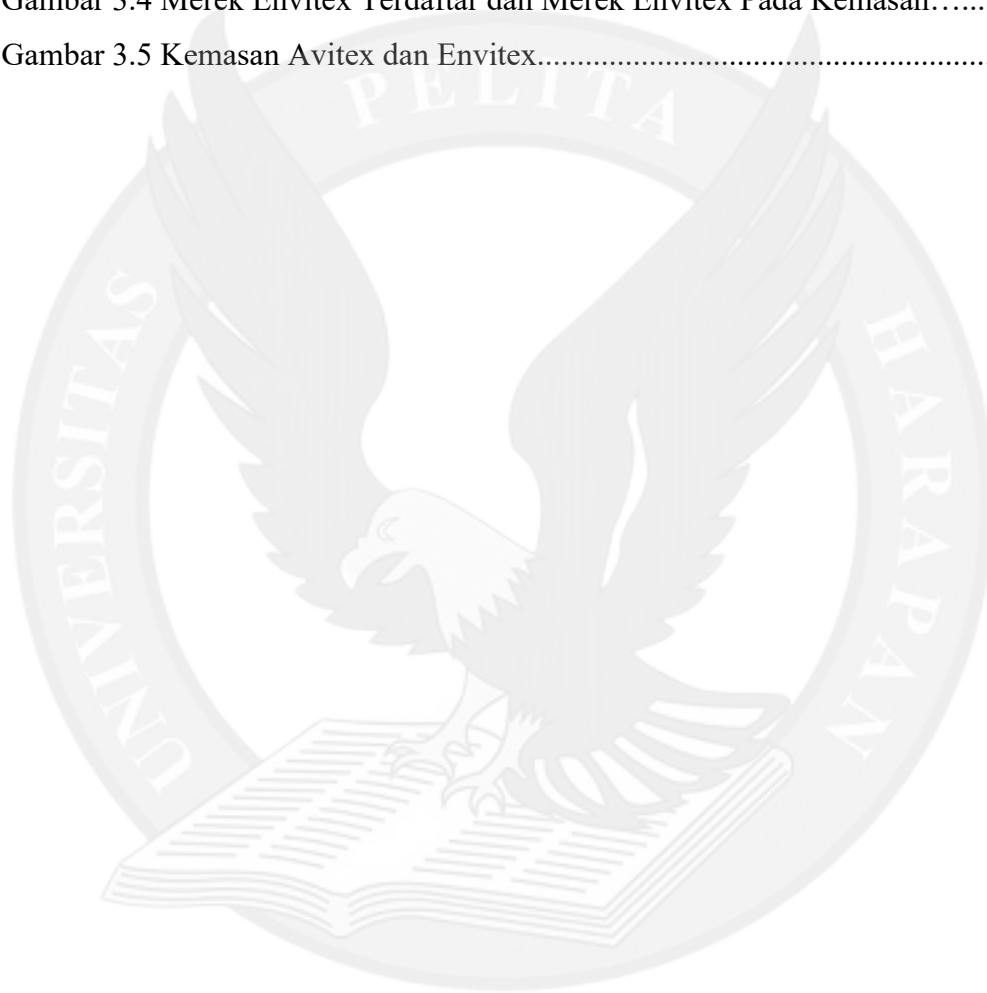 Gambar 3.4 Merek Envitex Terdaftar dan Merek Envitex Pada Kemasan…...
Gambar 3.5 Kemasan Avitex dan Envitex.........................................................
UNIVERSITAS PELITA HARAPAN